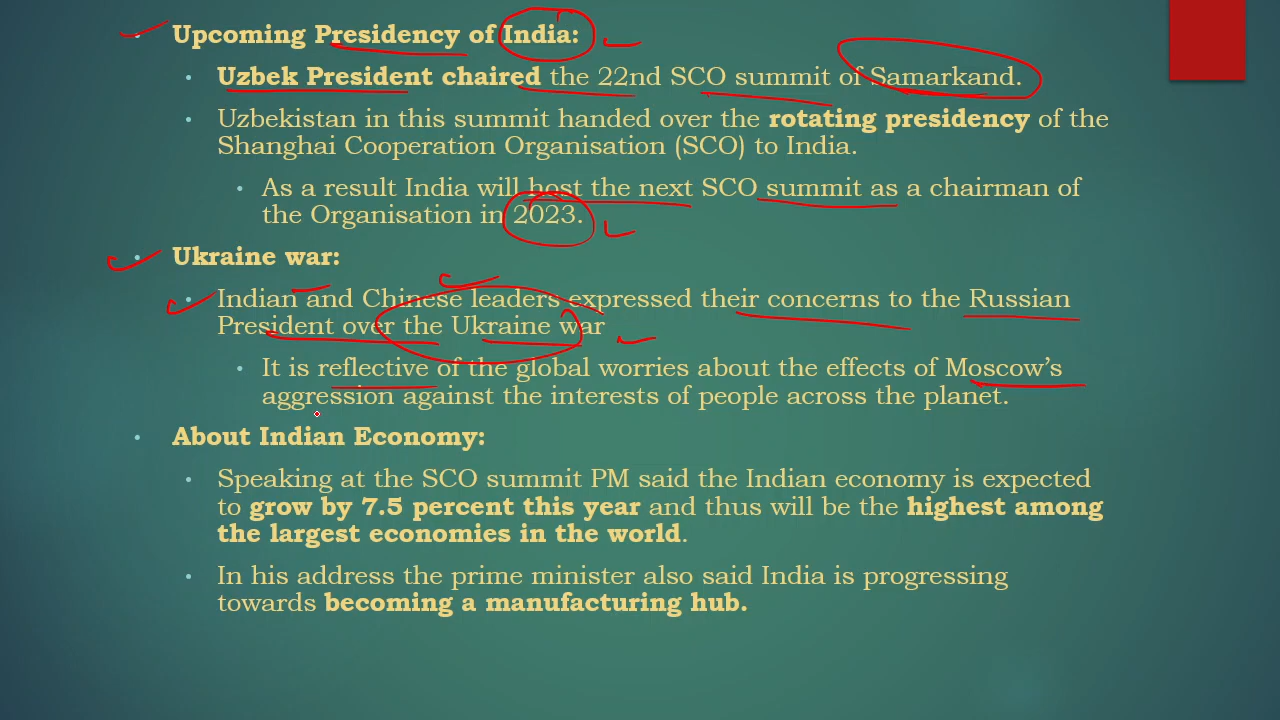 Upcoming Presidency of India:
Uzbek President chaired the 22nd SCO summit of Samarkand.
Uzbekistan in this summit handed over the rotating presidency of the
Shanghai Cooperation Organisation (SCO) to India.
As a result India will host the next SCO summit as a chairman of
the Organisation in 2023.
Ukraine war:
Indian and Chinese leaders expressed their concerns to the Russian
President over the Ukraine war
It is reflective of the global worries about the effects of Moscow's
aggression against the interests of people across the planet.
About Indian Economy:
Speaking at the SCO summit PM said the Indian economy is expected
to grow by 7.5 percent this year and thus will be the highest among
the largest economies in the world.
In his address the prime minister also said India is progressing
towards becoming a manufacturing hub.